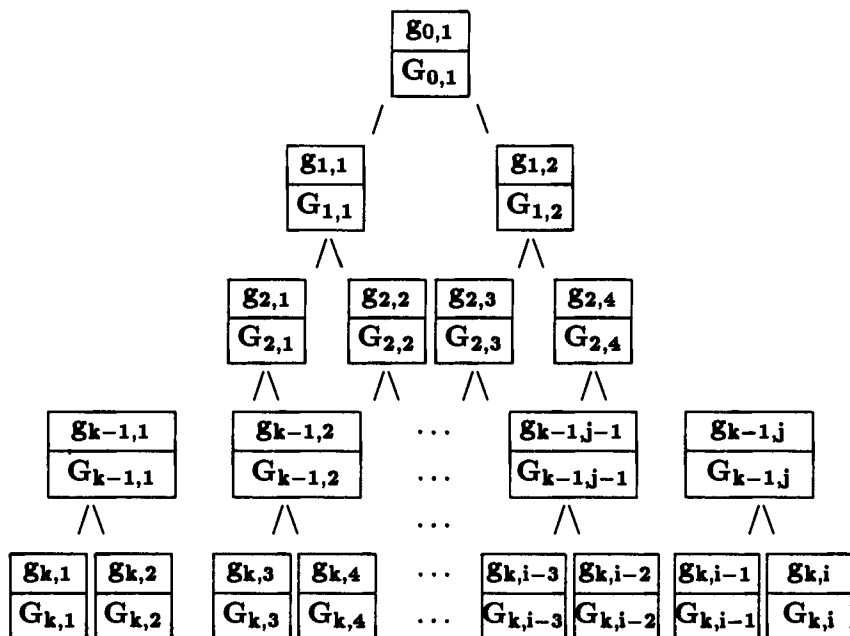 g0,1
G0,1
g1,1 g1,2
G1,1 G1,2
g2,1 g2,2 g2,3 g2,4
G2,1 G2,2 G2,3 G2,4
gk−1,1 gk−1,2 ... gk−1,j−1 gk−1,j
Gk−1,1 Gk−1,2 ... Gk−1,j−1 Gk−1,j
...
gk,1 gk,2 gk,3 gk,4 ... gk,i−3 gk,i−2 gk,i−1 gk,i
Gk,1 Gk,2 Gk,3 Gk,4 ... Gk,i−3 Gk,i−2 Gk,i−1 Gk,i